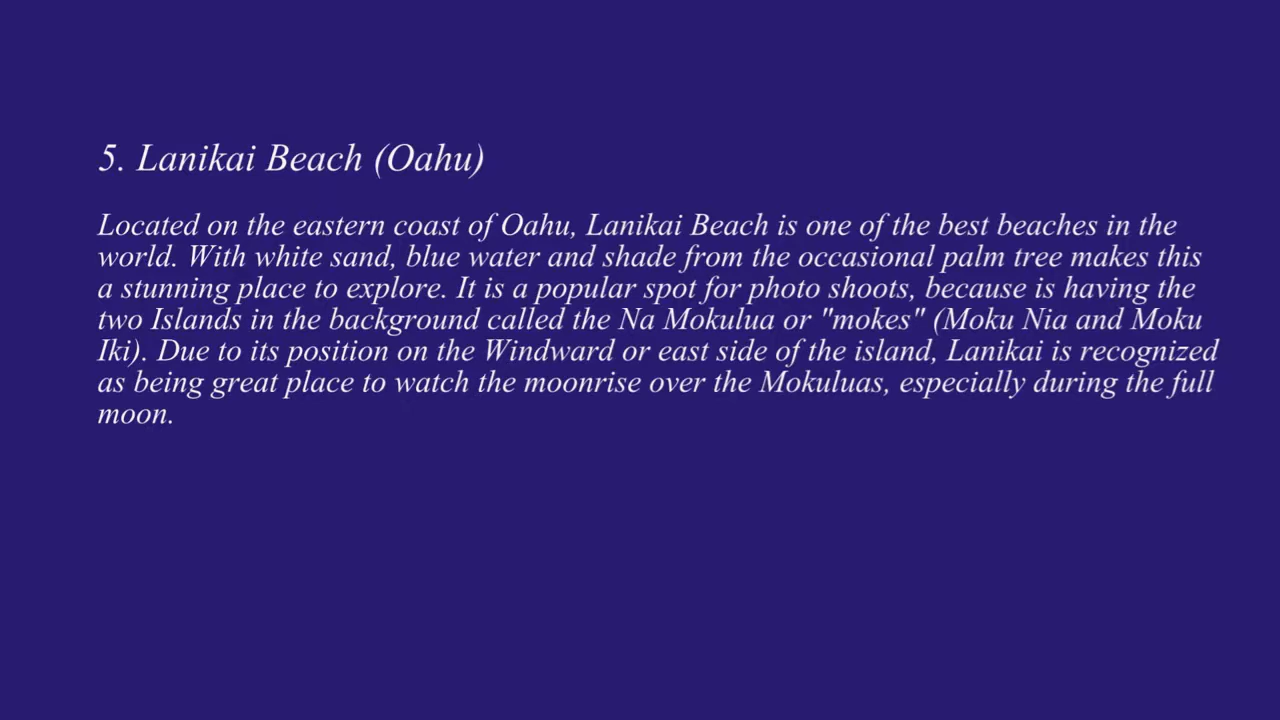 5. Lanikai Beach (Oahu)
Located on the eastern coast of Oahu, Lanikai Beach is one of the best beaches in the
world. With white sand, blue water and shade from the occasional palm tree makes this
a stunning place to explore. It is a popular spot for photo shoots, because is having the
two Islands in the background called the Na Mokulua or "mokes" (Moku Nia and Moku
Iki). Due to its position on the Windward or east side of the island, Lanikai is recognized
as being great place to watch the moonrise over the Mokuluas, especially during the full
moon.